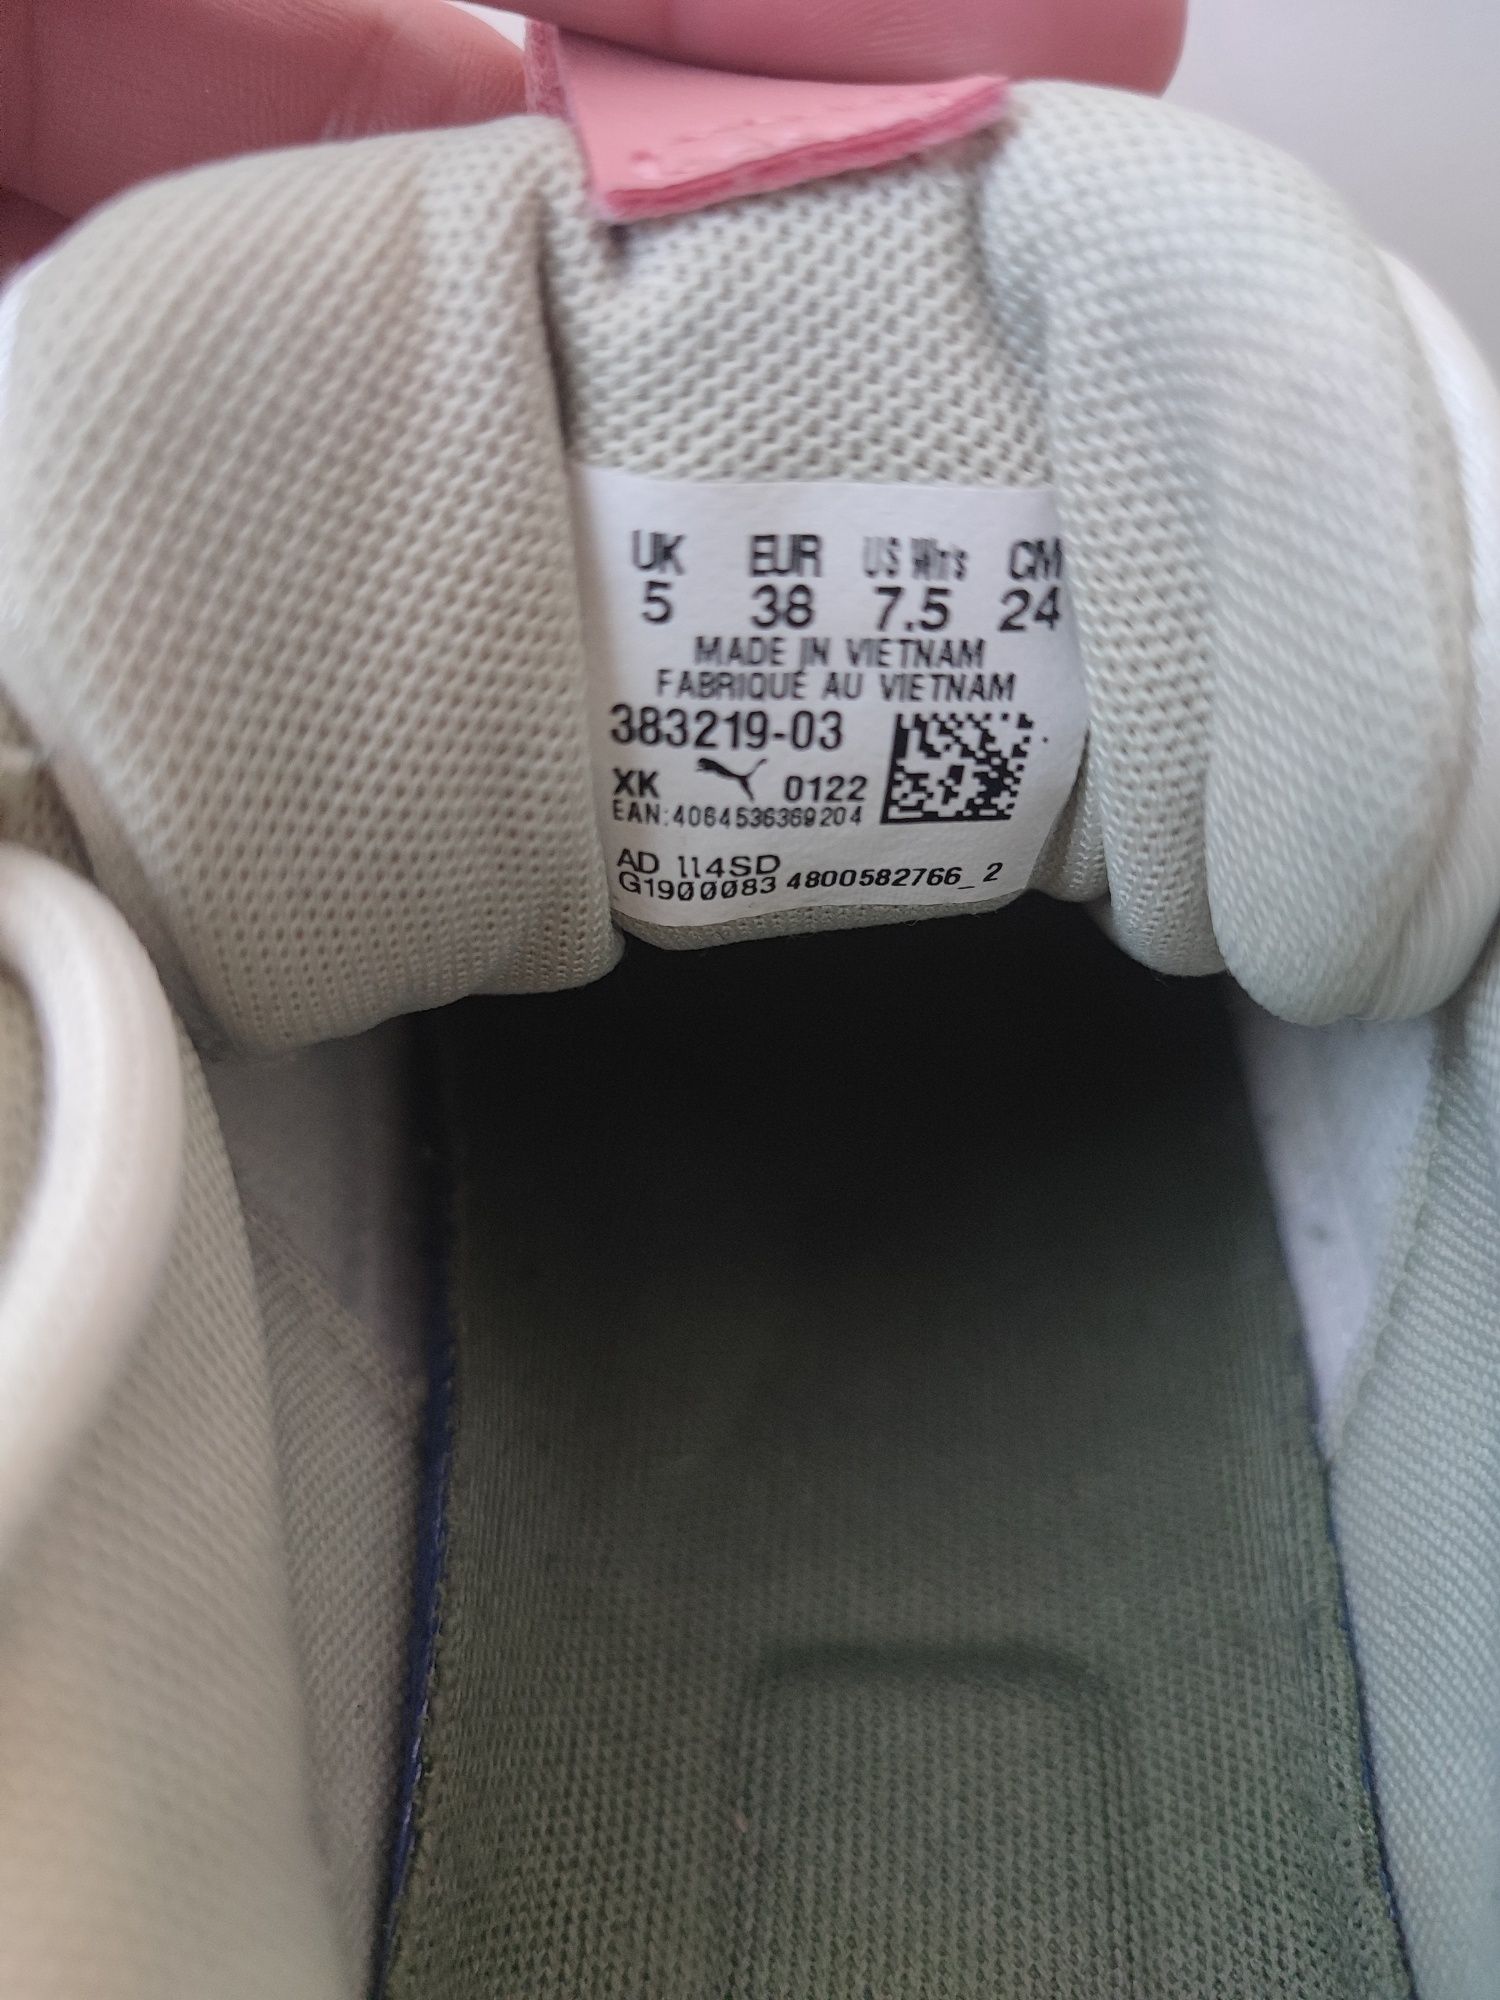 UK EUR US Wn's CM
5 38 7.5 24
MADE IN VIETNAM
FABRIQUÉ AU VIETNAM
383219-03
XK 0122
EAN:4064536369204
AD 114SD
G1900083 4800582766_2